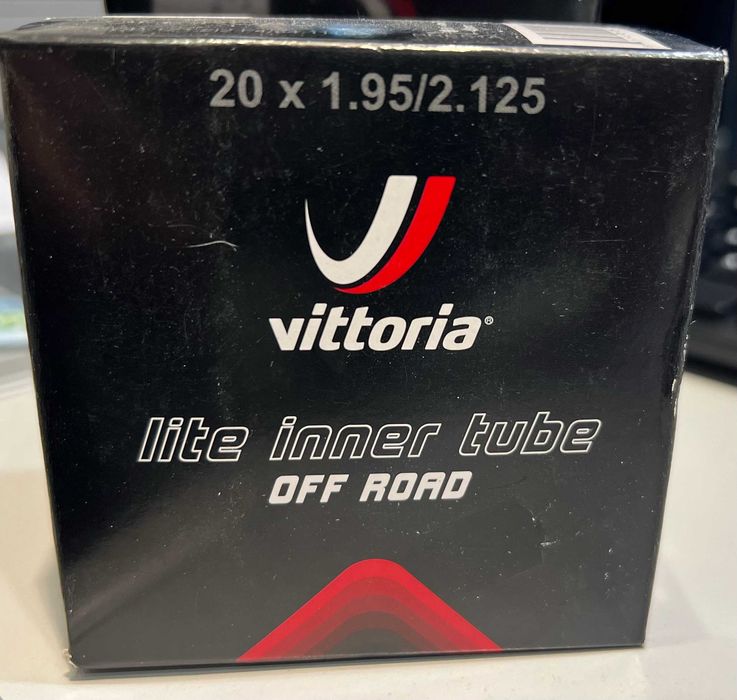 20 x 1.95/2.125
vittoria®
lite inner tube
OFF ROAD